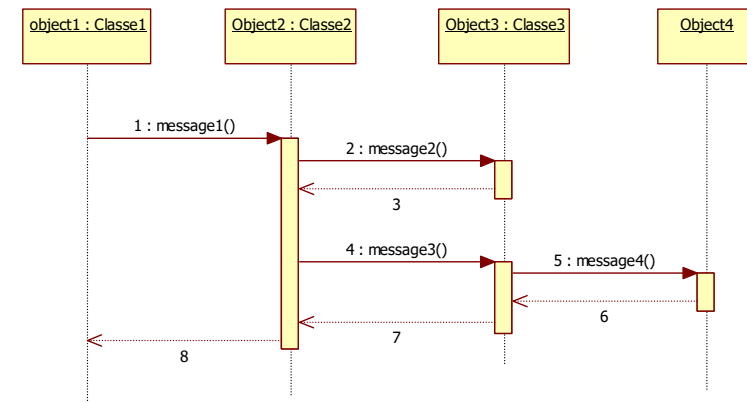 object1 : Classe1
Object2 : Classe2
Object3 : Classe3
Object4
1 : message1()
2 : message2()
3
4 : message3()
5 : message4()
6
7
8